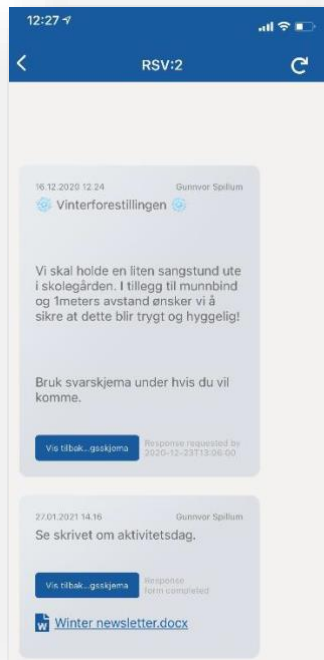 12:27
RSV:2
16.12.2020 12.24 Gunnvor Spillum
Vinterforestillingen
Vi skal holde en liten sangstund ute
i skolegården. I tillegg til munnbind
og 1meters avstand ønsker vi å
sikre at dette blir trygt og hyggelig!
Bruk svarskjema under hvis du vil
komme.
Vis tilbak...gsskjema Response requested by
2020-12-23T13:06:00
27.01.2021 14.16 Gunnvor Spillum
Se skrivet om aktivitetsdag.
Vis tilbak...gsskjema Response
form completed
Winter newsletter.docx